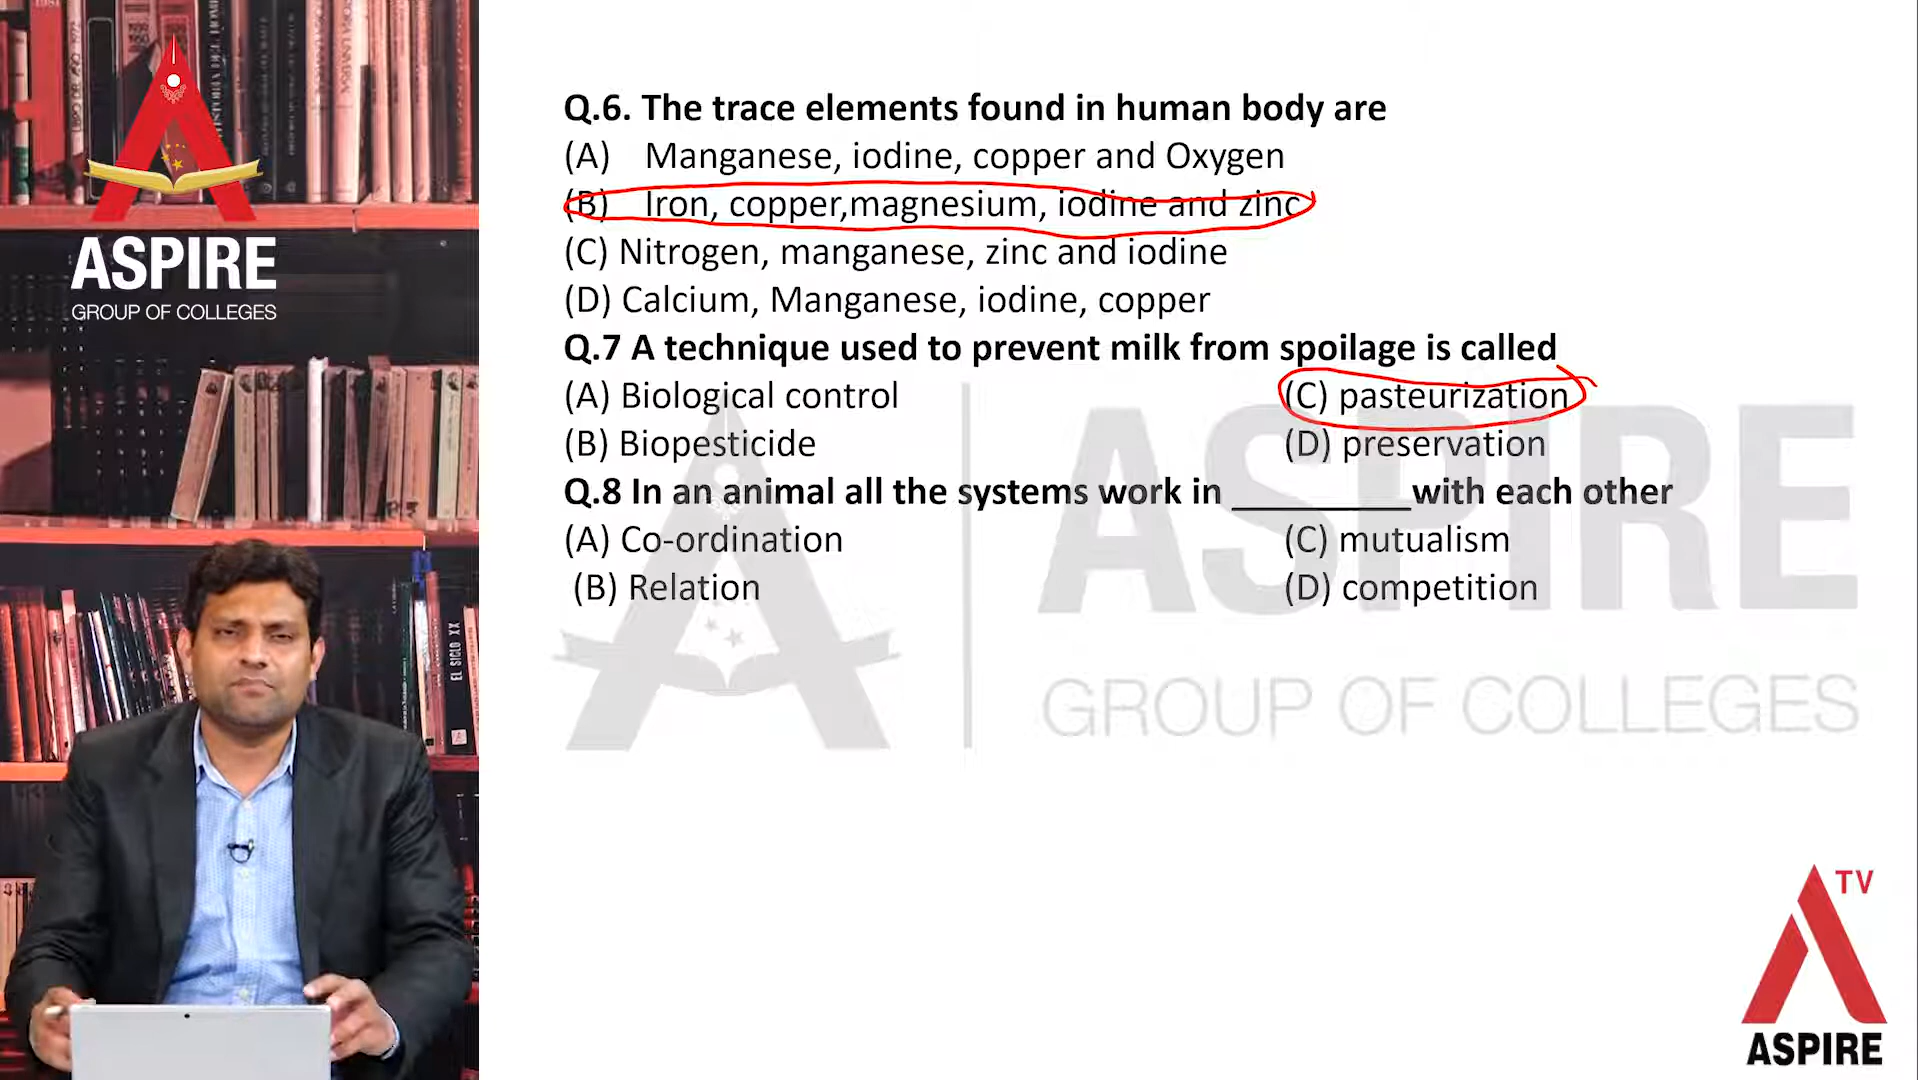 ASPIRE
GROUP OF COLLEGES
Q.6. The trace elements found in human body are
(A) Manganese, iodine, copper and Oxygen
(B) Iron, copper,magnesium, iodine and zinc
(C) Nitrogen, manganese, zinc and iodine
(D) Calcium, Manganese, iodine, copper
Q.7 A technique used to prevent milk from spoilage is called
(A) Biological control (C) pasteurization
(B) Biopesticide (D) preservation
Q.8 In an animal all the systems work in _________with each other
(A) Co-ordination (C) mutualism
(B) Relation (D) competition
ASPIRE
GROUP OF COLLEGES
EL SIGLO XX
TV
ASPIRE